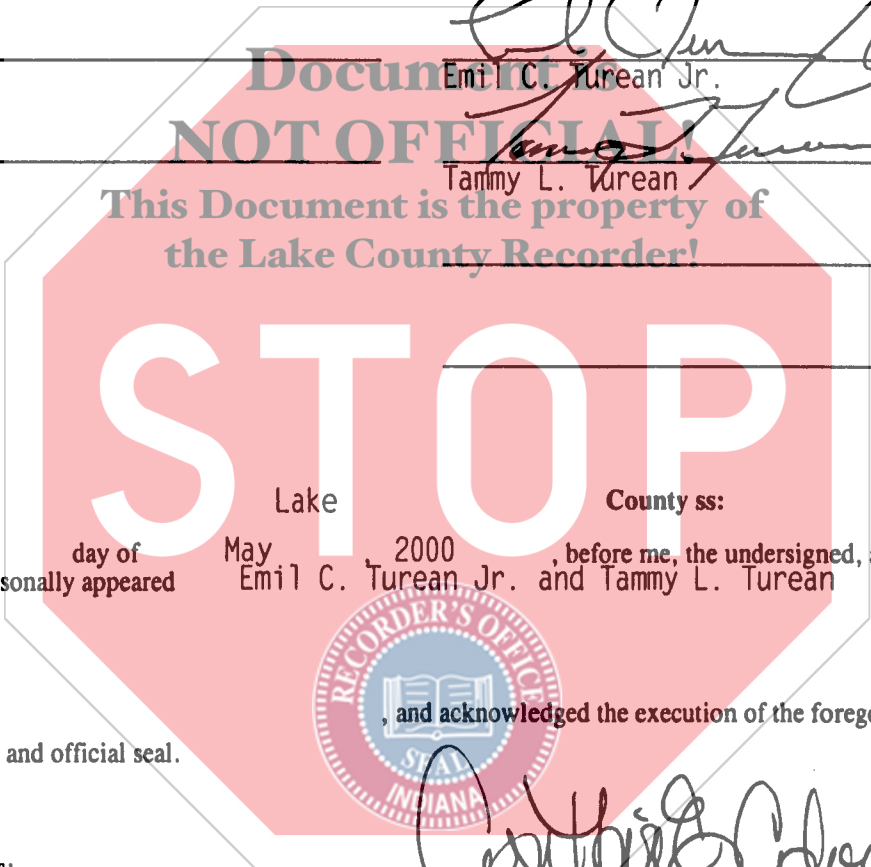 Document is
Emil C. Turean Jr.
NOT OFFICIAL!
Tammy L. Turean
This Document is the property of
the Lake County Recorder!
STOP
Lake County ss:
day of May , 2000 , before me, the undersigned, a
sonally appeared Emil C. Turean Jr. and Tammy L. Turean
RECORDER'S OFFICE
, and acknowledged the execution of the forego
SEAL
and official seal.
INDIANA